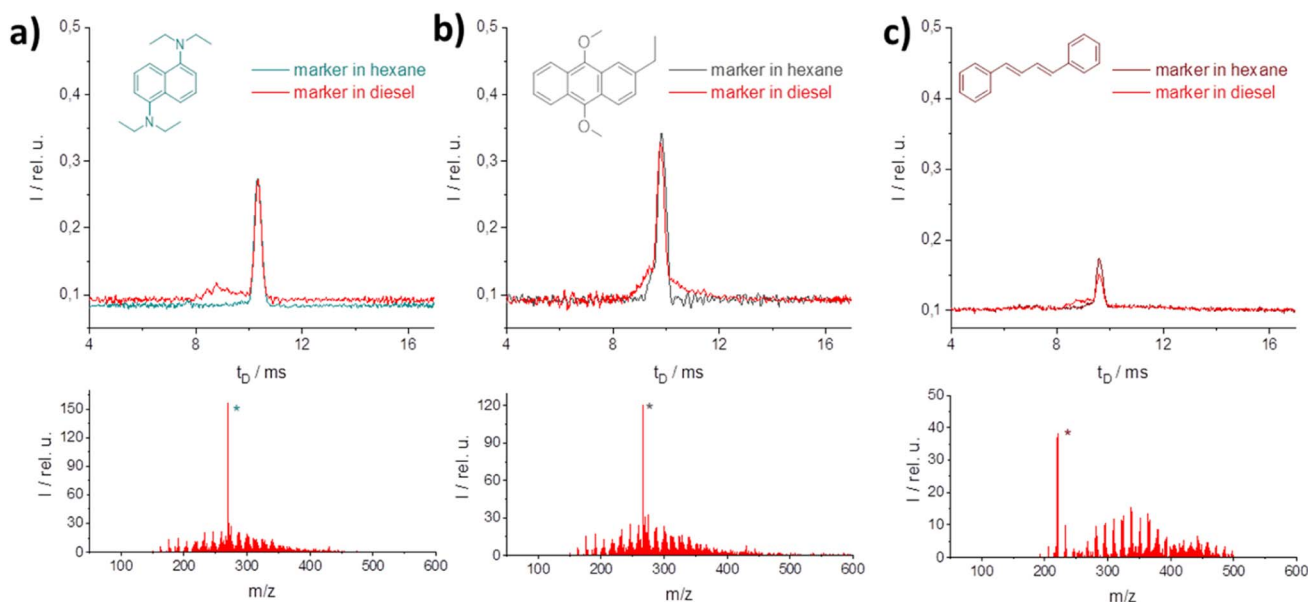 a)
0,5
0,4
0,3
0,2
0,1
I / rel. u.
N
N
marker in hexane
marker in diesel
4 8 12 16
t_D / ms
b)
0,5
0,4
0,3
0,2
0,1
I / rel. u.
O
O
marker in hexane
marker in diesel
4 8 12 16
t_D / ms
c)
0,5
0,4
0,3
0,2
0,1
I / rel. u.
marker in hexane
marker in diesel
4 8 12 16
t_D / ms
150
120
90
60
30
0
I / rel. u.
*
100 200 300 400 500 600
m/z
120
90
60
30
0
I / rel. u.
*
100 200 300 400 500 600
m/z
50
40
30
20
10
0
I / rel. u.
*
100 200 300 400 500 600
m/z